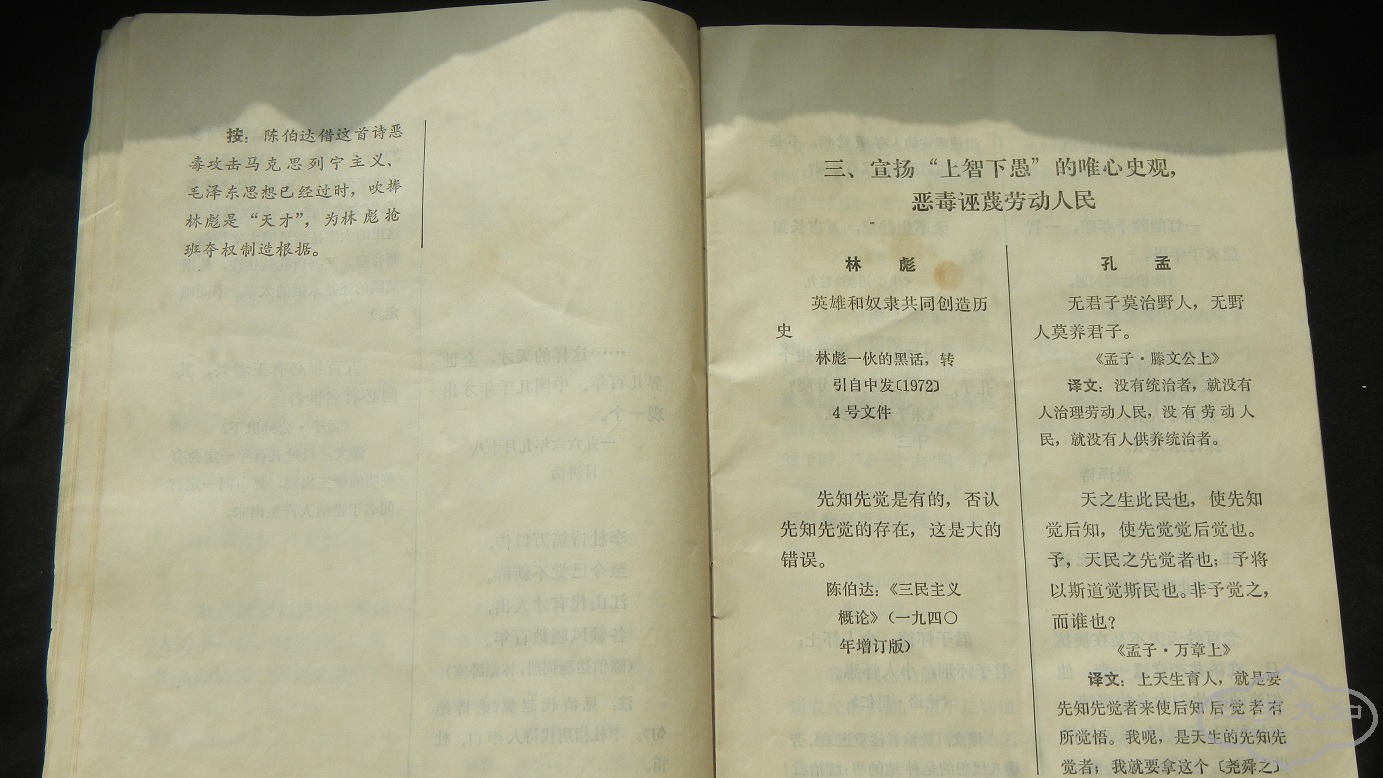 按：陈伯达借这首诗恶
毒攻击马克思列宁主义、
毛泽东思想已经过时，吹捧
林彪是“天才”，为林彪抢
班夺权制造根据。
三、宣扬“上智下愚”的唯心史观，
恶毒诬蔑劳动人民
林　彪
英雄和奴隶共同创造历
史
林彪一伙的黑话，转
引自中发〔1972〕
4号文件
先知先觉是有的，否认
先知先觉的存在，这是大的
错误。
陈伯达：《三民主义
概论》（一九四〇
年增订版）
孔　孟
无君子莫治野人，无野
人莫养君子。
《孟子·滕文公上》
译文：没有统治者，就没有
人治理劳动人民，没有劳动人
民，就没有人供养统治者。
天之生此民也，使先知
觉后知，使先觉觉后觉也。
予，天民之先觉者也；予将
以斯道觉斯民也。非予觉之，
而谁也？
《孟子·万章上》
译文：上天生育人，就是要
先知先觉者来使后知后觉者有
所觉悟。我呢，是天生的先知先
觉者；我就要拿这个〔尧舜之〕